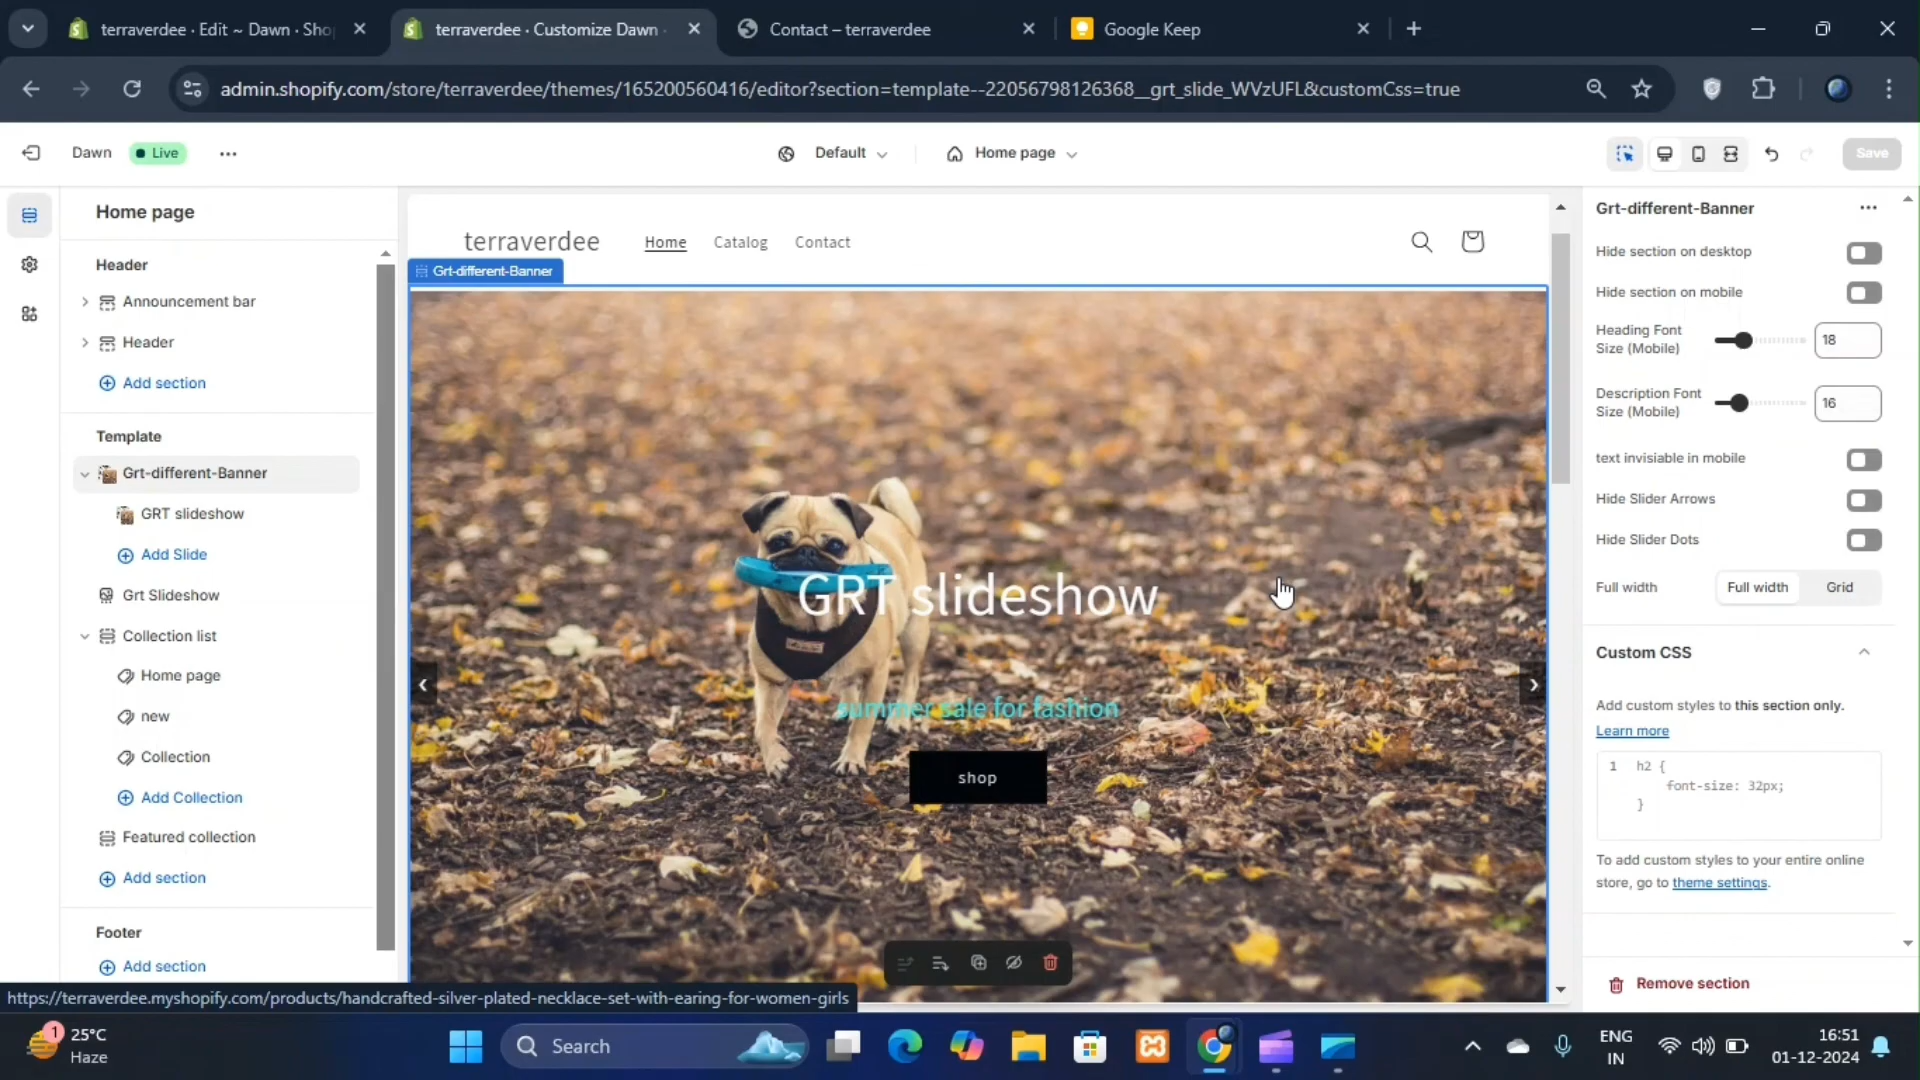 terraverdee · Edit ~ Dawn · Sho
terraverdee · Customize Dawn
Contact – terraverdee
Google Keep
admin.shopify.com/store/terraverdee/themes/165200560416/editor?section=template--22056798126368__grt_slide_WVzUFL&customCss=true
Dawn
Live
Default
Home page
Save
Home page
Header
Announcement bar
Header
Add section
Template
Grt-different-Banner
GRT slideshow
Add Slide
Grt Slideshow
Collection list
Home page
new
Collection
Add Collection
Featured collection
Add section
Footer
Add section
https://terraverdee.myshopify.com/products/handcrafted-silver-plated-necklace-set-with-earing-for-women-girls
terraverdee
Home
Catalog
Contact
Grt-different-Banner
GRT slideshow
summer sale for fashion
shop
Grt-different-Banner
Hide section on desktop
Hide section on mobile
Heading Font
Size (Mobile)
18
Description Font
Size (Mobile)
16
text invisiable in mobile
Hide Slider Arrows
Hide Slider Dots
Full width
Full width
Grid
Custom CSS
Add custom styles to this section only.
Learn more
1 h2 {
font-size: 32px;
}
To add custom styles to your entire online
store, go to theme settings.
Remove section
1
25°C
Haze
Search
ENG
IN
16:51
01-12-2024